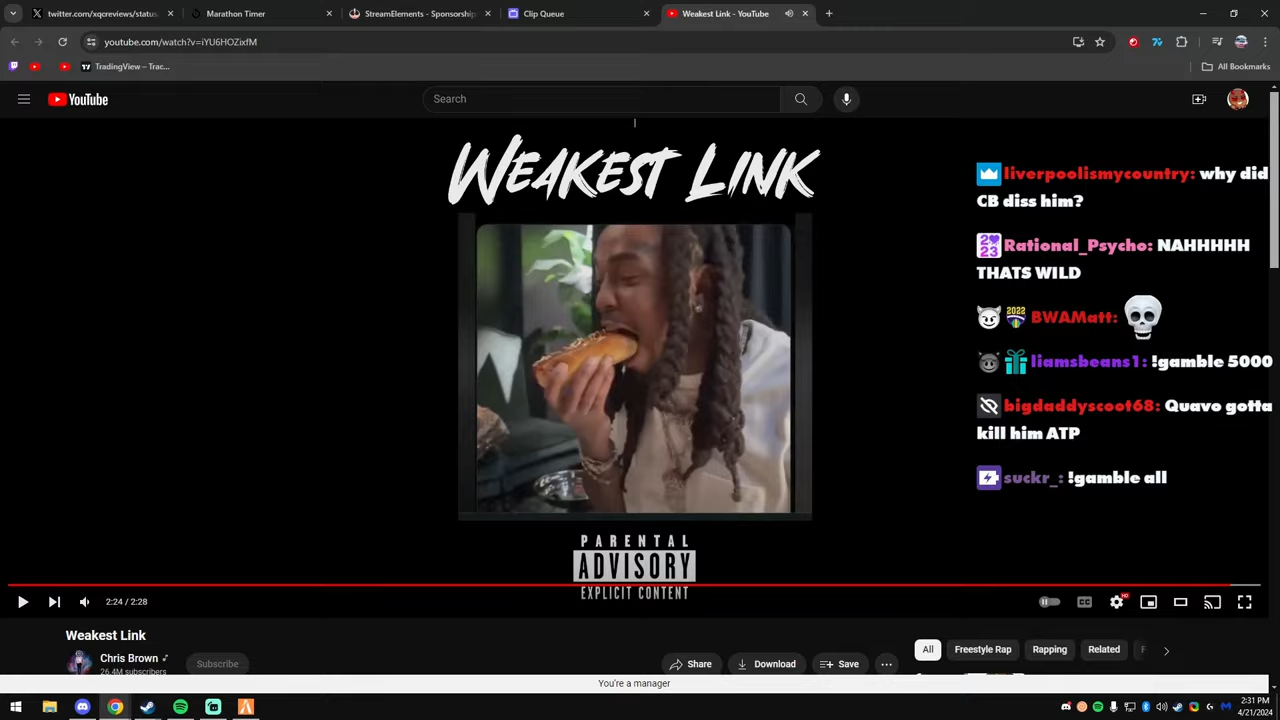 twitter.com/xqcreviews/status
Marathon Timer
StreamElements - Sponsorship
Clip Queue
Weakest Link - YouTube
youtube.com/watch?v=iYU6HOZixfM
TradingView – Trac...
All Bookmarks
YouTube
Search
WEAKEST LINK
liverpoolismycountry: why did
CB diss him?
2023 Rational_Psycho: NAHHHHH
THATS WILD
2022 BWAMatt:
liamsbeans1: !gamble 5000
bigdaddyscoot68: Quavo gotta
kill him ATP
suckr_: !gamble all
PARENTAL
ADVISORY
EXPLICIT CONTENT
2:24 / 2:28
CC
HD
Weakest Link
Chris Brown
26.4M subscribers
Subscribe
Share
Download
Save
All
Freestyle Rap
Rapping
Related
You're a manager
2:31 PM
4/21/2024